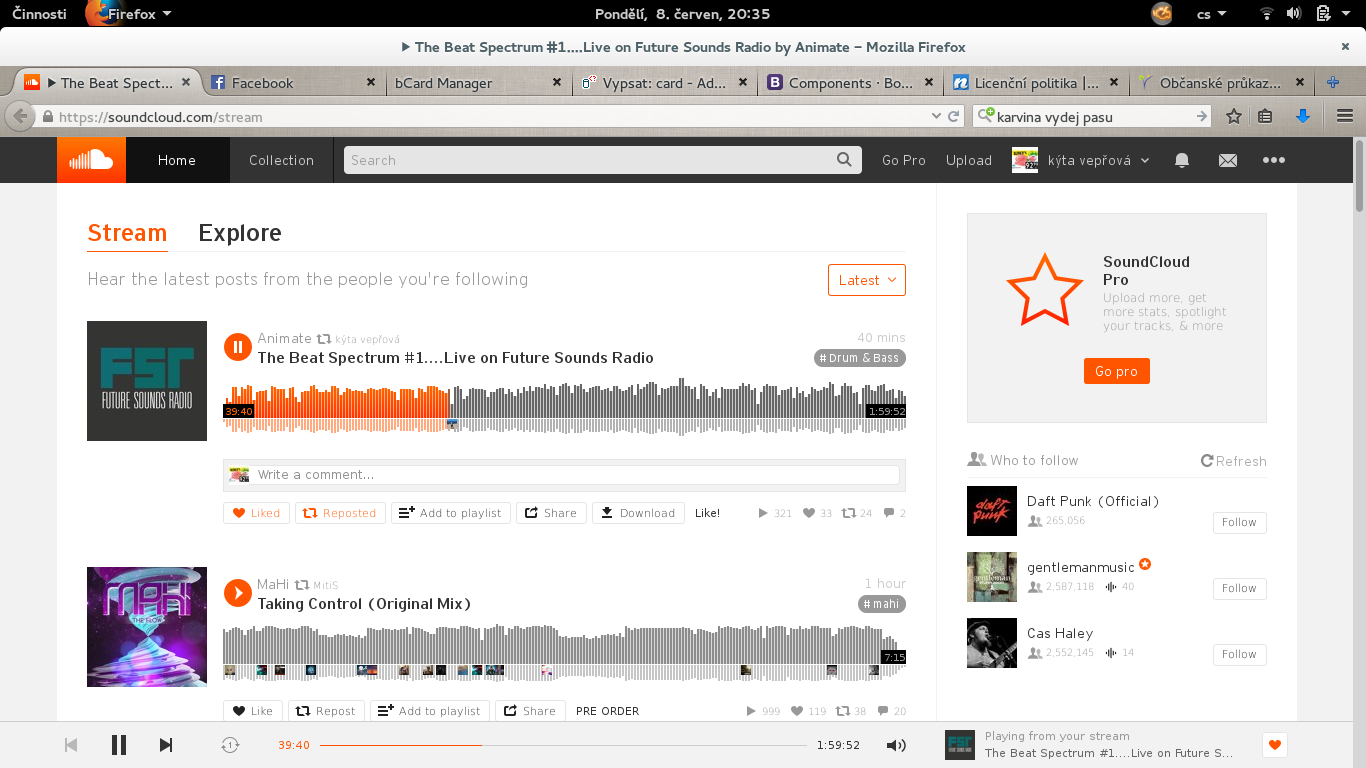 Činnosti Firefox Pondělí, 8. červen, 20:35 cs
The Beat Spectrum #1....Live on Future Sounds Radio by Animate – Mozilla Firefox
The Beat Spect... Facebook bCard Manager Vypsat: card - Ad... Components · Bo... Licenční politika |... Občanské průkaz...
https://soundcloud.com/stream karvina vydej pasu
Home Collection Search Go Pro Upload kýta vepřová
Stream Explore
Hear the latest posts from the people you're following Latest
FSR
FUTURE SOUNDS RADIO
Animate kýta vepřová 40 mins
The Beat Spectrum #1....Live on Future Sounds Radio # Drum & Bass
39:40 1:59:52
Write a comment...
Liked Reposted Add to playlist Share Download Like! 321 33 24 2
MAHI
THE GLOW
MaHi MitiS 1 hour
Taking Control (Original Mix) # mahi
7:15
Like Repost Add to playlist Share PRE ORDER 999 119 38 20
SoundCloud
Pro
Upload more, get
more stats, spotlight
your tracks, & more
Go pro
Who to follow Refresh
daft punk
Daft Punk (Official)
265,056 Follow
gentleman
gentlemanmusic
2,587,118 40 Follow
Cas Haley
2,552,145 14 Follow
1 39:40 1:59:52
FSR
Playing from your stream
The Beat Spectrum #1....Live on Future S...